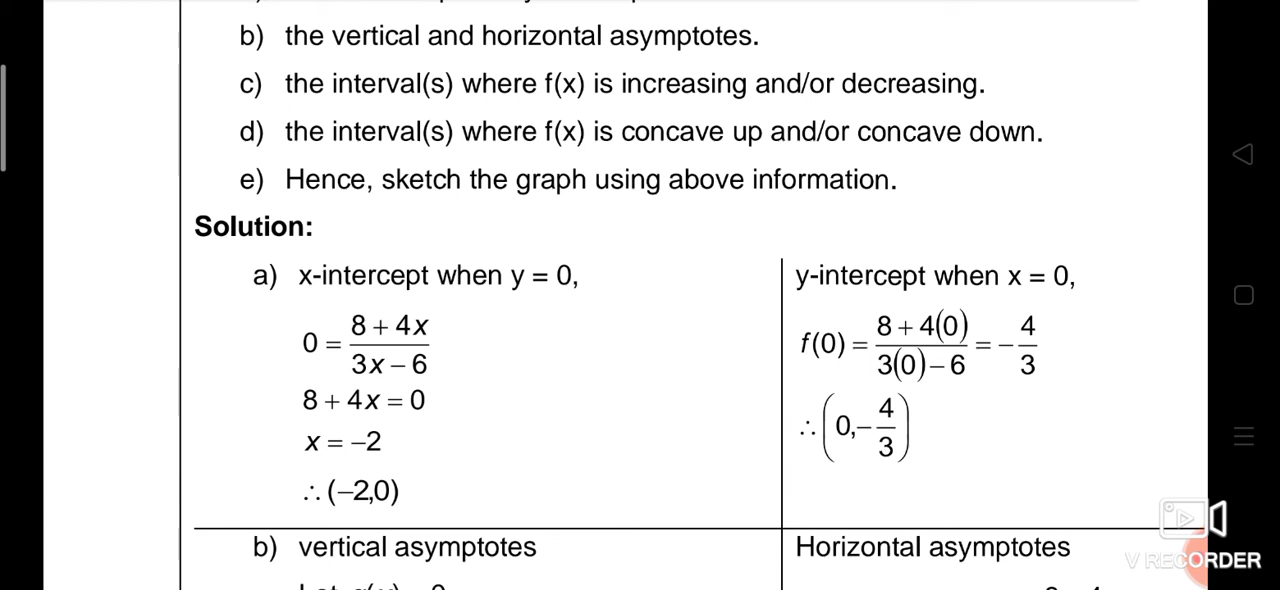 b) the vertical and horizontal asymptotes.
c) the interval(s) where f(x) is increasing and/or decreasing.
d) the interval(s) where f(x) is concave up and/or concave down.
e) Hence, sketch the graph using above information.
Solution:
a) x-intercept when y = 0,
0 = (8 + 4x)/(3x − 6)
8 + 4x = 0
x = −2
∴ (−2,0)
y-intercept when x = 0,
f(0) = (8 + 4(0))/(3(0) − 6) = −4/3
∴ (0,−4/3)
b) vertical asymptotes
Horizontal asymptotes
V RECORDER